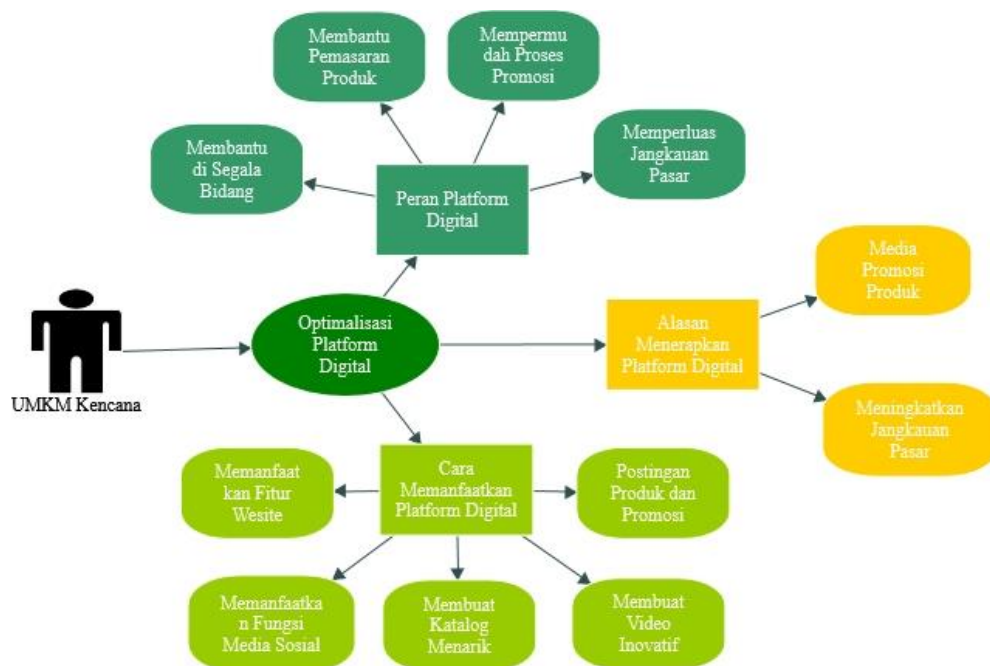 Membantu
Pemasaran
Produk
Mempermu
dah Proses
Promosi
Membantu
di Segala
Bidang
Memperluas
Jangkauan
Pasar
Peran Platform
Digital
Media
Promosi
Produk
Optimalisasi
Platform
Digital
Alasan
Menerapkan
Platform Digital
UMKM Kencana
Meningkatkan
Jangkauan
Pasar
Memanfaat
kan Fitur
Wesite
Cara
Memanfaatkan
Platform Digital
Postingan
Produk dan
Promosi
Memanfaatka
n Fungsi
Media Sosial
Membuat
Katalog
Menarik
Membuat
Video
Inovatif